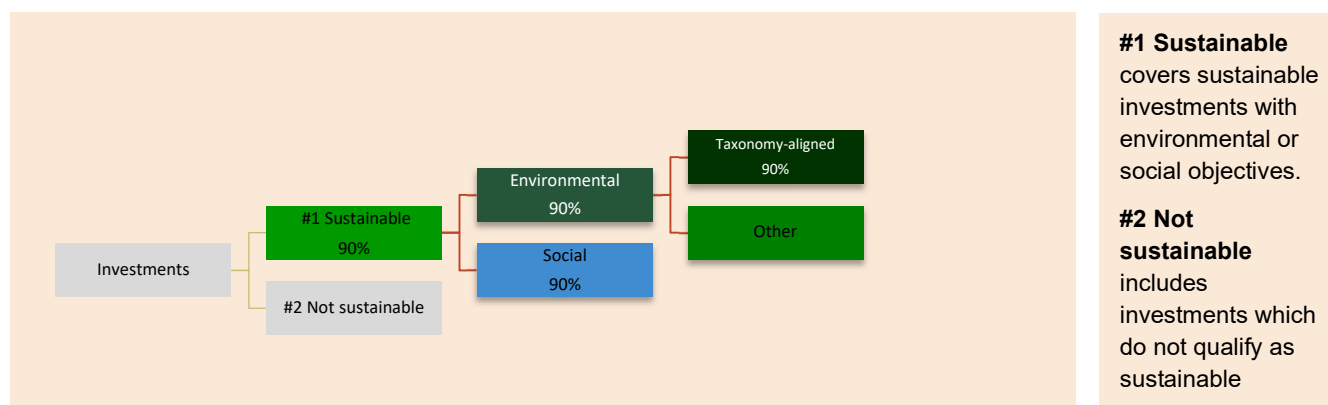 Investments
#1 Sustainable
90%
#2 Not sustainable
Environmental
90%
Social
90%
Taxonomy-aligned
90%
Other
#1 Sustainable
covers sustainable
investments with
environmental or
social objectives.
#2 Not
sustainable
includes
investments which
do not qualify as
sustainable